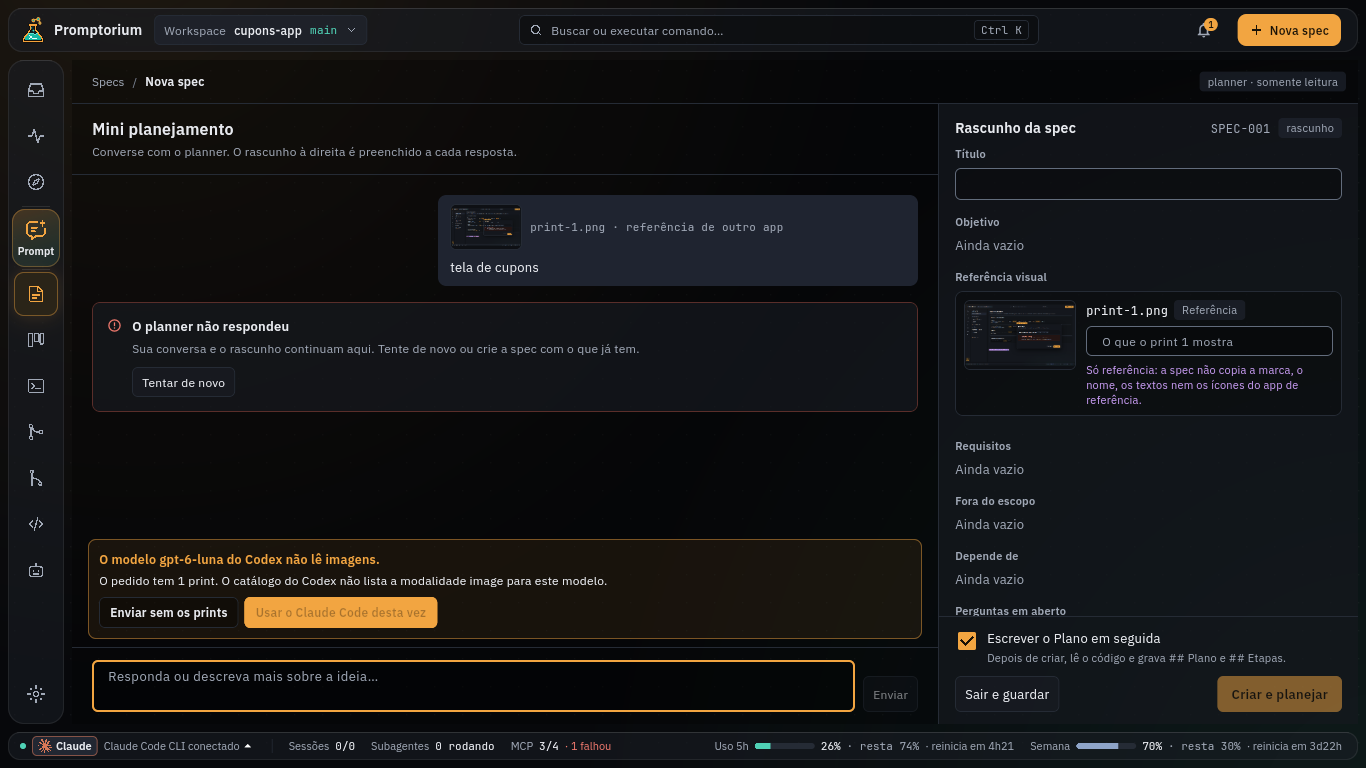 Promptorium
Workspace cupons-app main
Buscar ou executar comando...
Ctrl K
1
+ Nova spec
Specs / Nova spec
planner · somente leitura
Prompt
Mini planejamento
Converse com o planner. O rascunho à direita é preenchido a cada resposta.
print-1.png · referência de outro app
tela de cupons
O planner não respondeu
Sua conversa e o rascunho continuam aqui. Tente de novo ou crie a spec com o que já tem.
Tentar de novo
O modelo gpt-6-luna do Codex não lê imagens.
O pedido tem 1 print. O catálogo do Codex não lista a modalidade image para este modelo.
Enviar sem os prints
Usar o Claude Code desta vez
Responda ou descreva mais sobre a ideia...
Enviar
Rascunho da spec
SPEC-001 rascunho
Título
Objetivo
Ainda vazio
Referência visual
print-1.png Referência
O que o print 1 mostra
Só referência: a spec não copia a marca, o
nome, os textos nem os ícones do app de
referência.
Requisitos
Ainda vazio
Fora do escopo
Ainda vazio
Depende de
Ainda vazio
Perguntas em aberto
Escrever o Plano em seguida
Depois de criar, lê o código e grava ## Plano e ## Etapas.
Sair e guardar
Criar e planejar
Claude Claude Code CLI conectado
Sessões 0/0
Subagentes 0 rodando
MCP 3/4 · 1 falhou
Uso 5h 26% · resta 74% · reinicia em 4h21
Semana 70% · resta 30% · reinicia em 3d22h